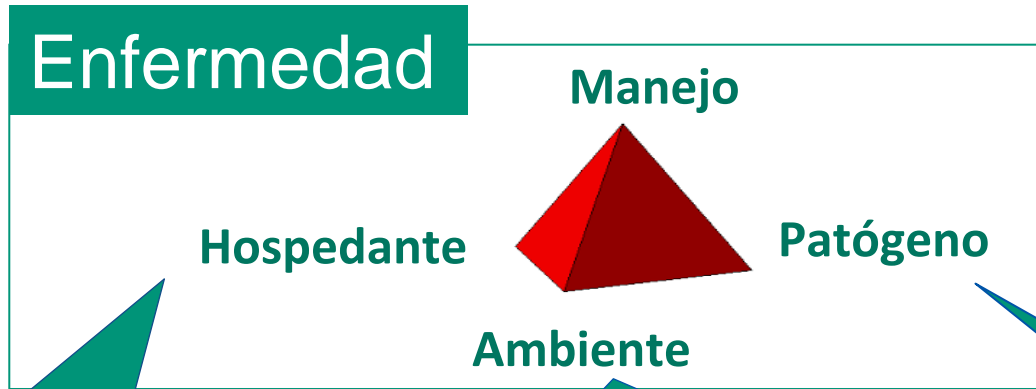 Enfermedad
Manejo
Hospedante
Patógeno
Ambiente